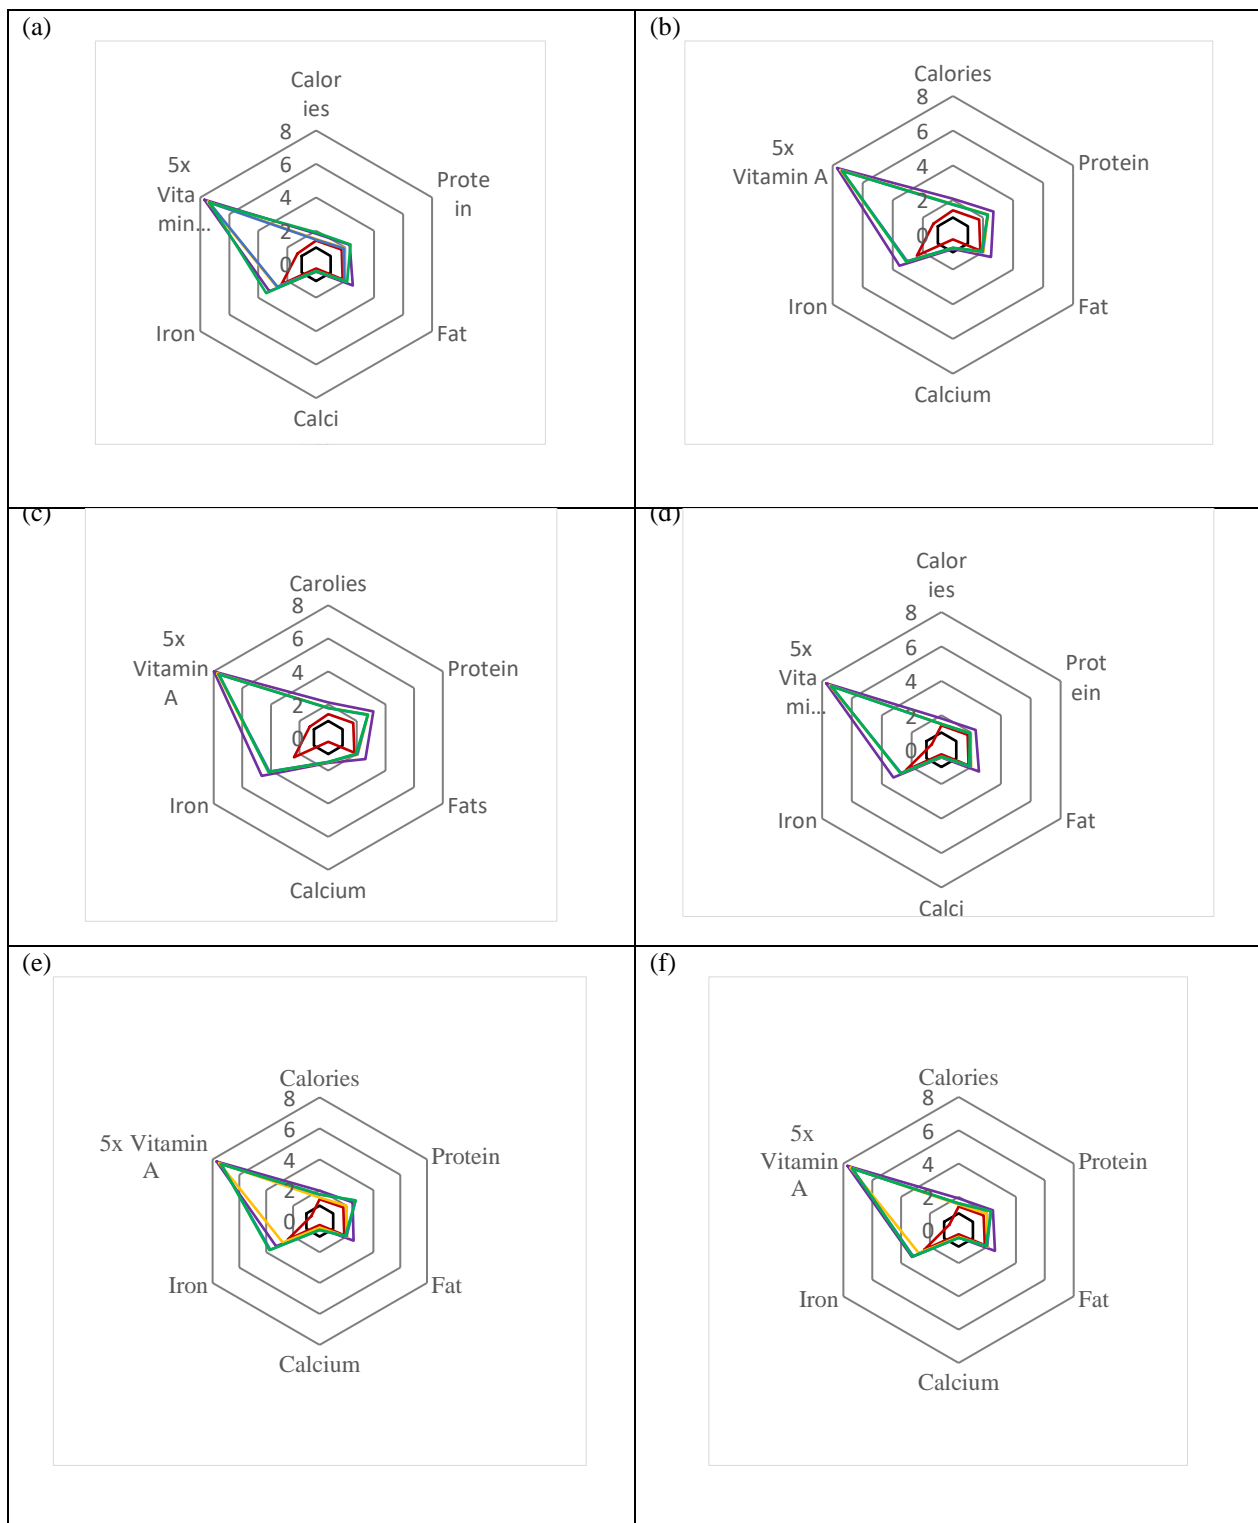 (a)
Calor
ies
8
6
4
2
0
Prote
in
Fat
Calci
Iron
5x
Vita
min...
(b)
Calories
8
6
4
2
0
Protein
Fat
Calcium
Iron
5x
Vitamin A
(c)
Carolies
8
6
4
2
0
Protein
Fats
Calcium
Iron
5x
Vitamin
A
(d)
Calor
ies
8
6
4
2
0
Prot
ein
Fat
Calci
Iron
5x
Vita
mi...
(e)
Calories
8
6
4
2
0
Protein
Fat
Calcium
Iron
5x Vitamin
A
(f)
Calories
8
6
4
2
0
Protein
Fat
Calcium
Iron
5x
Vitamin
A